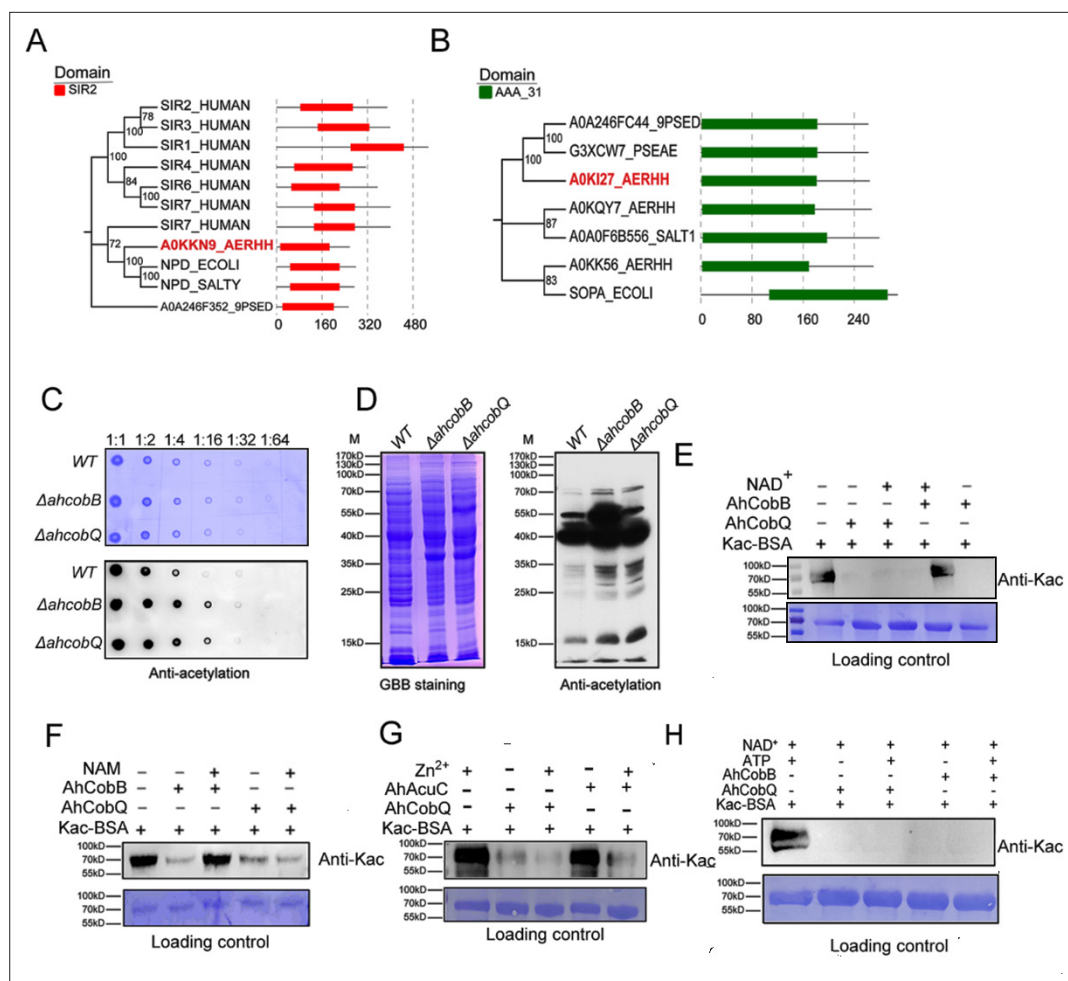 A
Domain
SIR2
SIR2_HUMAN
SIR3_HUMAN
SIR1_HUMAN
SIR4_HUMAN
SIR6_HUMAN
SIR7_HUMAN
SIR7_HUMAN
A0KKN9_AERHH
NPD_ECOLI
NPD_SALTY
A0A246F352_9PSED
78
100
100
84
100
72
100
100
0 160 320 480
B
Domain
AAA_31
A0A246FC44_9PSED
G3XCW7_PSEAE
A0KI27_AERHH
A0KQY7_AERHH
A0A0F6B556_SALT1
A0KK56_AERHH
SOPA_ECOLI
100
100
87
83
0 80 160 240
C
1:1 1:2 1:4 1:16 1:32 1:64
WT
ΔahcobB
ΔahcobQ
WT
ΔahcobB
ΔahcobQ
Anti-acetylation
D
M WT ΔahcobB ΔahcobQ
170kD
130kD
100kD
70kD
55kD
40kD
35kD
25kD
15kD
GBB staining
M WT ΔahcobB ΔahcobQ
170kD
130kD
100kD
70kD
55kD
40kD
35kD
25kD
15kD
Anti-acetylation
E
NAD+ – – + + –
AhCobB – – – + +
AhCobQ – + + – –
Kac-BSA + + + + +
100kD
70kD
55kD
Anti-Kac
100kD
70kD
55kD
Loading control
F
NAM – – + – +
AhCobB – + + – –
AhCobQ – – – + +
Kac-BSA + + + + +
100kD
70kD
55kD
Anti-Kac
100kD
70kD
55kD
Loading control
G
Zn2+ + – + – +
AhAcuC – – – + +
AhCobQ – + + – –
Kac-BSA + + + + +
100kD
70kD
55kD
Anti-Kac
100kD
70kD
55kD
Loading control
H
NAD+ + + + + +
ATP + – + – +
AhCobB – – – + +
AhCobQ – + + – –
Kac-BSA + + + + +
100kD
70kD
55kD
Anti-Kac
100kD
70kD
55kD
Loading control